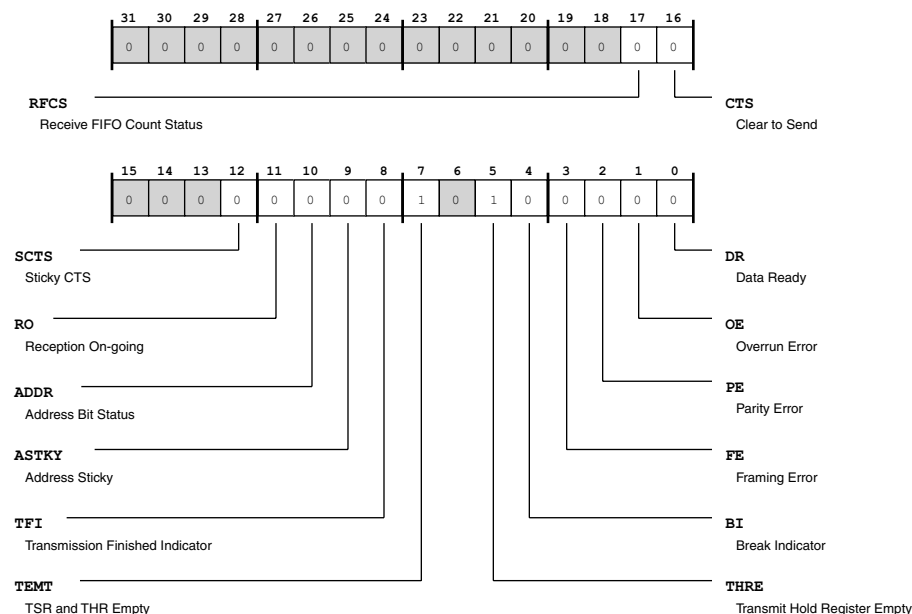 31 30 29 28 27 26 25 24 23 22 21 20 19 18 17 16
0 0 0 0 0 0 0 0 0 0 0 0 0 0 0 0
RFCS
Receive FIFO Count Status
CTS
Clear to Send
15 14 13 12 11 10 9 8 7 6 5 4 3 2 1 0
0 0 0 0 0 0 0 0 1 0 1 0 0 0 0 0
SCTS
Sticky CTS
DR
Data Ready
RO
Reception On-going
OE
Overrun Error
ADDR
Address Bit Status
PE
Parity Error
ASTKY
Address Sticky
FE
Framing Error
TFI
Transmission Finished Indicator
BI
Break Indicator
TEMT
TSR and THR Empty
THRE
Transmit Hold Register Empty